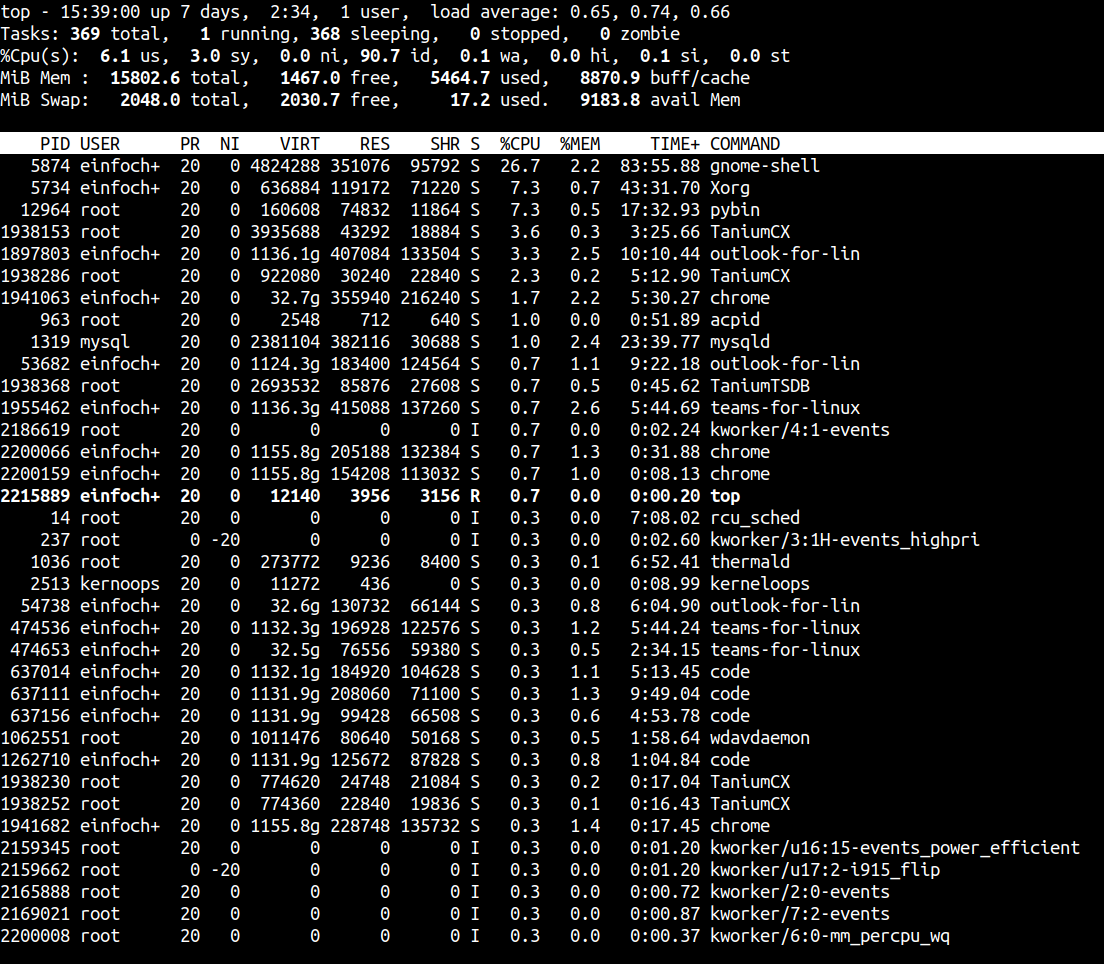 top - 15:39:00 up 7 days,  2:34,  1 user,  load average: 0.65, 0.74, 0.66
Tasks: 369 total,   1 running, 368 sleeping,   0 stopped,   0 zombie
%Cpu(s):  6.1 us,  3.0 sy,  0.0 ni, 90.7 id,  0.1 wa,  0.0 hi,  0.1 si,  0.0 st
MiB Mem :  15802.6 total,   1467.0 free,   5464.7 used,   8870.9 buff/cache
MiB Swap:   2048.0 total,   2030.7 free,     17.2 used.   9183.8 avail Mem
    PID USER      PR  NI    VIRT    RES    SHR S  %CPU  %MEM     TIME+ COMMAND
   5874 einfoch+  20   0 4824288 351076  95792 S  26.7   2.2  83:55.88 gnome-shell
   5734 einfoch+  20   0  636884 119172  71220 S   7.3   0.7  43:31.70 Xorg
  12964 root      20   0  160608  74832  11864 S   7.3   0.5  17:32.93 pybin
1938153 root      20   0 3935688  43292  18884 S   3.6   0.3   3:25.66 TaniumCX
1897803 einfoch+  20   0 1136.1g 407084 133504 S   3.3   2.5  10:10.44 outlook-for-lin
1938286 root      20   0  922080  30240  22840 S   2.3   0.2   5:12.90 TaniumCX
1941063 einfoch+  20   0   32.7g 355940 216240 S   1.7   2.2   5:30.27 chrome
    963 root      20   0    2548    712    640 S   1.0   0.0   0:51.89 acpid
   1319 mysql     20   0 2381104 382116  30688 S   1.0   2.4  23:39.77 mysqld
  53682 einfoch+  20   0 1124.3g 183400 124564 S   0.7   1.1   9:22.18 outlook-for-lin
1938368 root      20   0 2693532  85876  27608 S   0.7   0.5   0:45.62 TaniumTSDB
1955462 einfoch+  20   0 1136.3g 415088 137260 S   0.7   2.6   5:44.69 teams-for-linux
2186619 root      20   0       0      0      0 I   0.7   0.0   0:02.24 kworker/4:1-events
2200066 einfoch+  20   0 1155.8g 205188 132384 S   0.7   1.3   0:31.88 chrome
2200159 einfoch+  20   0 1155.8g 154208 113032 S   0.7   1.0   0:08.13 chrome
2215889 einfoch+  20   0   12140   3956   3156 R   0.7   0.0   0:00.20 top
     14 root      20   0       0      0      0 I   0.3   0.0   7:08.02 rcu_sched
    237 root       0 -20       0      0      0 I   0.3   0.0   0:02.60 kworker/3:1H-events_highpri
   1036 root      20   0  273772   9236   8400 S   0.3   0.1   6:52.41 thermald
   2513 kernoops  20   0   11272    436      0 S   0.3   0.0   0:08.99 kerneloops
  54738 einfoch+  20   0   32.6g 130732  66144 S   0.3   0.8   6:04.90 outlook-for-lin
 474536 einfoch+  20   0 1132.3g 196928 122576 S   0.3   1.2   5:44.24 teams-for-linux
 474653 einfoch+  20   0   32.5g  76556  59380 S   0.3   0.5   2:34.15 teams-for-linux
 637014 einfoch+  20   0 1132.1g 184920 104628 S   0.3   1.1   5:13.45 code
 637111 einfoch+  20   0 1131.9g 208060  71100 S   0.3   1.3   9:49.04 code
 637156 einfoch+  20   0 1131.9g  99428  66508 S   0.3   0.6   4:53.78 code
1062551 root      20   0 1011476  80640  50168 S   0.3   0.5   1:58.64 wdavdaemon
1262710 einfoch+  20   0 1131.9g 125672  87828 S   0.3   0.8   1:04.84 code
1938230 root      20   0  774620  24748  21084 S   0.3   0.2   0:17.04 TaniumCX
1938252 root      20   0  774360  22840  19836 S   0.3   0.1   0:16.43 TaniumCX
1941682 einfoch+  20   0 1155.8g 228748 135732 S   0.3   1.4   0:17.45 chrome
2159345 root      20   0       0      0      0 I   0.3   0.0   0:01.20 kworker/u16:15-events_power_efficient
2159662 root       0 -20       0      0      0 I   0.3   0.0   0:01.20 kworker/u17:2-i915_flip
2165888 root      20   0       0      0      0 I   0.3   0.0   0:00.72 kworker/2:0-events
2169021 root      20   0       0      0      0 I   0.3   0.0   0:00.87 kworker/7:2-events
2200008 root      20   0       0      0      0 I   0.3   0.0   0:00.37 kworker/6:0-mm_percpu_wq